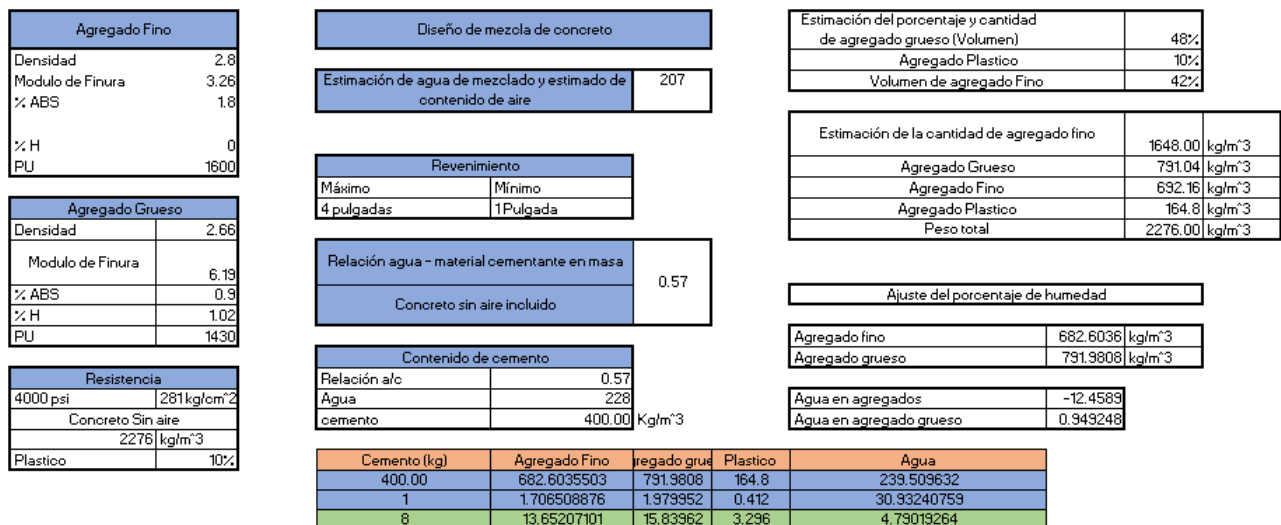 Agregado Fino
Densidad 2.8
Modulo de Finura 3.26
% ABS 1.8
% H 0
PU 1600
Agregado Grueso
Densidad 2.66
Modulo de Finura 6.19
% ABS 0.9
% H 1.02
PU 1430
Resistencia
4000 psi 281 kg/cm^2
Concreto Sin aire
2276 kg/m^3
Plastico 10%
Diseño de mezcla de concreto
Estimación de agua de mezclado y estimado de contenido de aire 207
Revenimiento
Máximo Mínimo
4 pulgadas 1 Pulgada
Relación agua - material cementante en masa
Concreto sin aire incluido
0.57
Contenido de cemento
Relación a/c 0.57
Agua 228
cemento 400.00 Kg/m^3
Estimación del porcentaje y cantidad
de agregado grueso (Volumen) 48%
Agregado Plastico 10%
Volumen de agregado Fino 42%
Estimación de la cantidad de agregado fino 1648.00 kg/m^3
Agregado Grueso 791.04 kg/m^3
Agregado Fino 692.16 kg/m^3
Agregado Plastico 164.8 kg/m^3
Peso total 2276.00 kg/m^3
Ajuste del porcentaje de humedad
Agregado fino 682.6036 kg/m^3
Agregado grueso 791.9808 kg/m^3
Agua en agregados -12.4589
Agua en agregado grueso 0.949248
Cemento (kg) Agregado Fino regado grue Plastico Agua
400.00 682.6035503 791.9808 164.8 239.509632
1 1.706508876 1.979952 0.412 30.93240759
8 13.65207101 15.83962 3.296 4.79019264